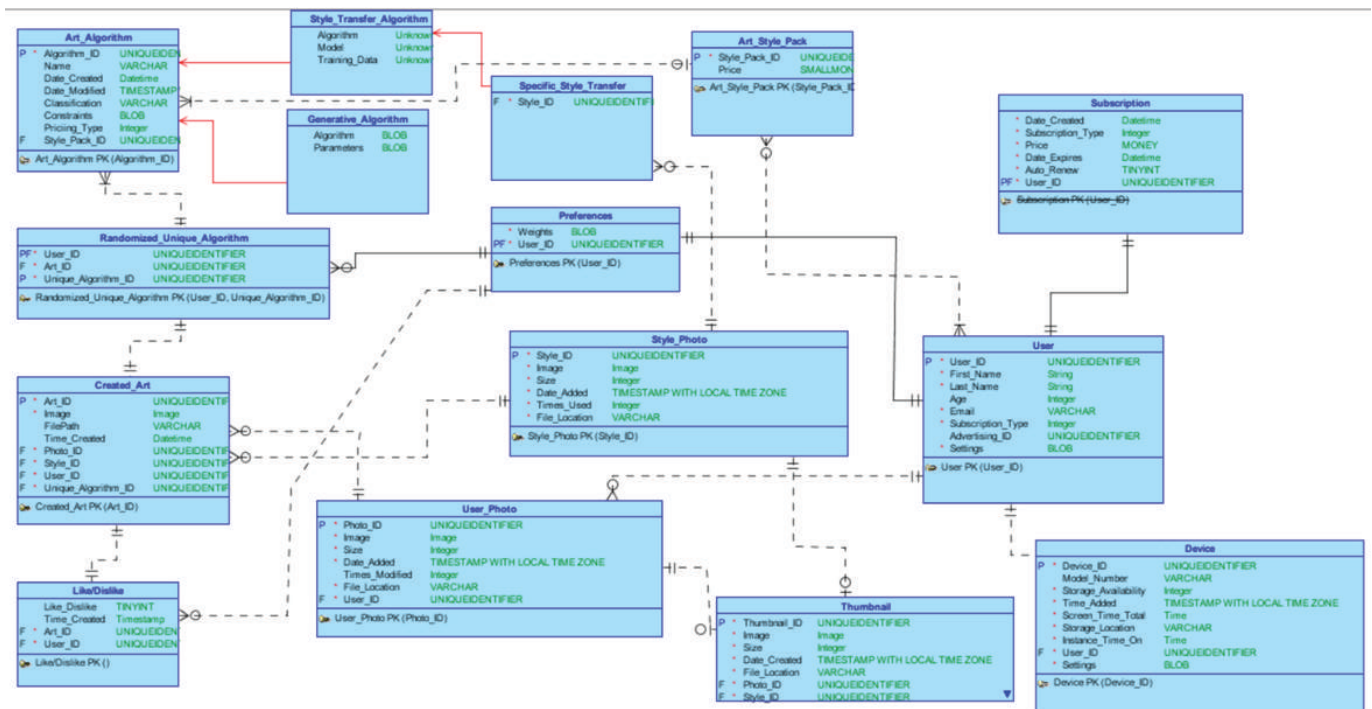 Art_Algorithm
P * Algorithm_ID UNIQUEIDEN
Name VARCHAR
Date_Created Datetime
Date_Modified TIMESTAMP
Classification VARCHAR
Constraints BLOB
Pricing_Type Integer
F Style_Pack_ID UNIQUEIDEN
Art_Algorithm PK (Algorithm_ID)
Style_Transfer_Algorithm
Algorithm Unknow
Model Unknow
Training_Data Unknow
Generative_Algorithm
Algorithm BLOB
Parameters BLOB
Specific_Style_Transfer
F * Style_ID UNIQUEIDENTIFI
Art_Style_Pack
P * Style_Pack_ID UNIQUEIDE
Price SMALLMON
Art_Style_Pack PK (Style_Pack_ID
Subscription
* Date_Created Datetime
* Subscription_Type Integer
* Price MONEY
* Date_Expires Datetime
* Auto_Renew TINYINT
PF * User_ID UNIQUEIDENTIFIER
Subscription PK (User_ID)
Randomized_Unique_Algorithm
PF * User_ID UNIQUEIDENTIFIER
F * Art_ID UNIQUEIDENTIFIER
P * Unique_Algorithm_ID UNIQUEIDENTIFIER
Randomized_Unique_Algorithm PK (User_ID, Unique_Algorithm_ID)
Preferences
* Weights BLOB
PF * User_ID UNIQUEIDENTIFIER
Preferences PK (User_ID)
Style_Photo
P * Style_ID UNIQUEIDENTIFIER
* Image Image
* Size Integer
* Date_Added TIMESTAMP WITH LOCAL TIME ZONE
* Times_Used Integer
* File_Location VARCHAR
Style_Photo PK (Style_ID)
User
P * User_ID UNIQUEIDENTIFIER
* First_Name String
* Last_Name String
Age Integer
* Email VARCHAR
* Subscription_Type Integer
Advertising_ID UNIQUEIDENTIFIER
* Settings BLOB
User PK (User_ID)
Created_Art
P * Art_ID UNIQUEIDENTIF
* Image Image
FilePath VARCHAR
Time_Created Datetime
F * Photo_ID UNIQUEIDENTIF
F * Style_ID UNIQUEIDENTIF
F * User_ID UNIQUEIDENTIF
F * Unique_Algorithm_ID UNIQUEIDENTIF
Created_Art PK (Art_ID)
User_Photo
P * Photo_ID UNIQUEIDENTIFIER
* Image Image
* Size Integer
* Date_Added TIMESTAMP WITH LOCAL TIME ZONE
Times_Modified Integer
* File_Location VARCHAR
F * User_ID UNIQUEIDENTIFIER
User_Photo PK (Photo_ID)
Like/Dislike
Like_Dislike TINYINT
Time_Created Timestamp
F * Art_ID UNIQUEIDEN
F * User_ID UNIQUEIDEN
Like/Dislike PK ()
Thumbnail
P * Thumbnail_ID UNIQUEIDENTIFIER
* Image Image
* Size Integer
* Date_Created TIMESTAMP WITH LOCAL TIME ZONE
* File_Location VARCHAR
F * Photo_ID UNIQUEIDENTIFIER
F * Style_ID UNIQUEIDENTIFIER
Device
P * Device_ID UNIQUEIDENTIFIER
Model_Number VARCHAR
* Storage_Availability Integer
* Time_Added TIMESTAMP WITH LOCAL TIME ZONE
* Screen_Time_Total Time
* Storage_Location VARCHAR
* Instance_Time_On Time
F * User_ID UNIQUEIDENTIFIER
* Settings BLOB
Device PK (Device_ID)